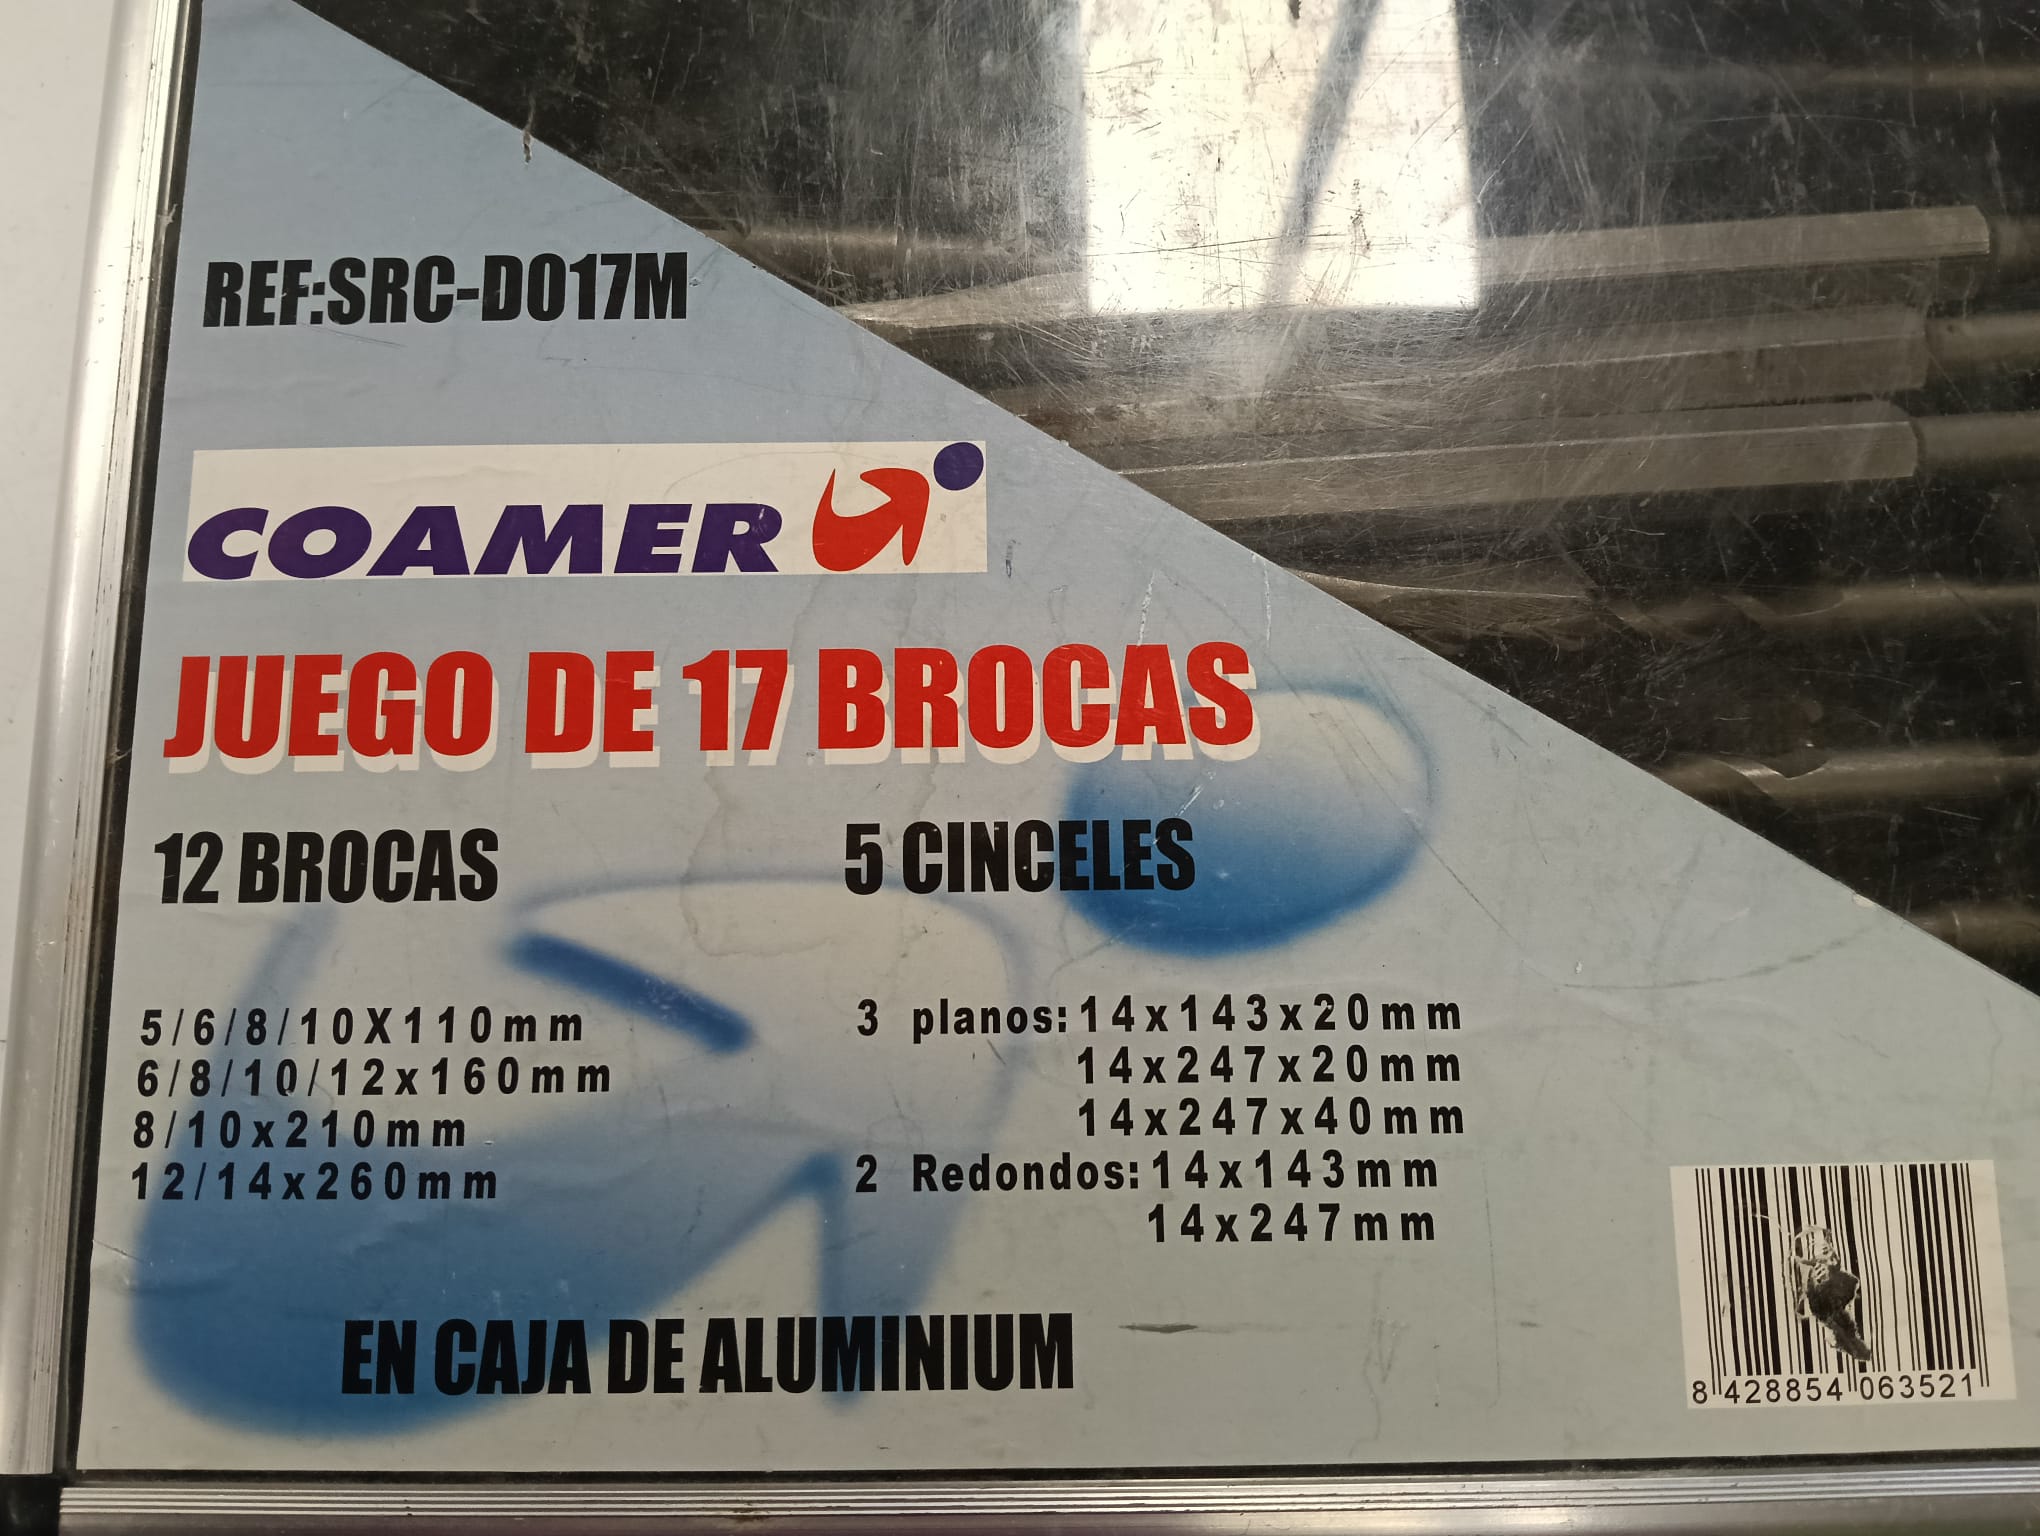 REF:SRC-D017M
COAMER
JUEGO DE 17 BROCAS
12 BROCAS
5/6/8/10X110mm
6/8/10/12x160mm
8/10x210mm
12/14x260mm
5 CINCELES
3 planos:14x143x20mm
14x247x20mm
14x247x40mm
2 Redondos:14x143mm
14x247mm
EN CAJA DE ALUMINIUM
8 428854 063521